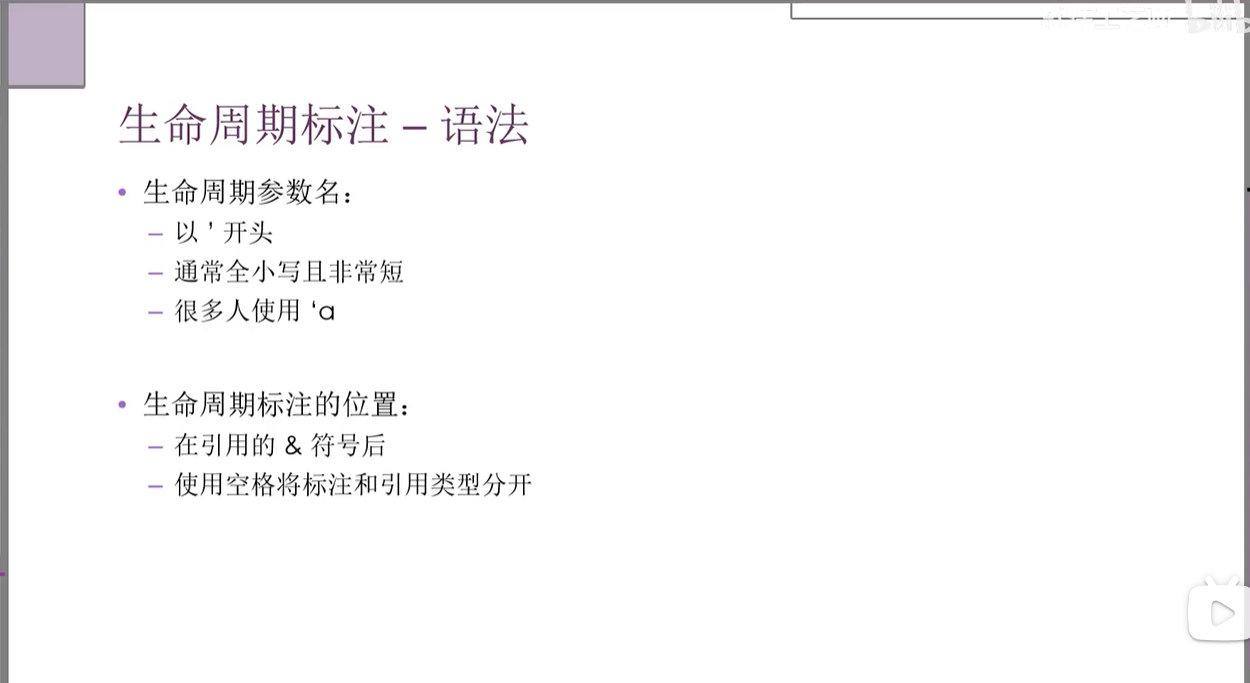 生命周期标注 – 语法
• 生命周期参数名：
– 以 ' 开头
– 通常全小写且非常短
– 很多人使用 ‘a
• 生命周期标注的位置：
– 在引用的 & 符号后
– 使用空格将标注和引用类型分开